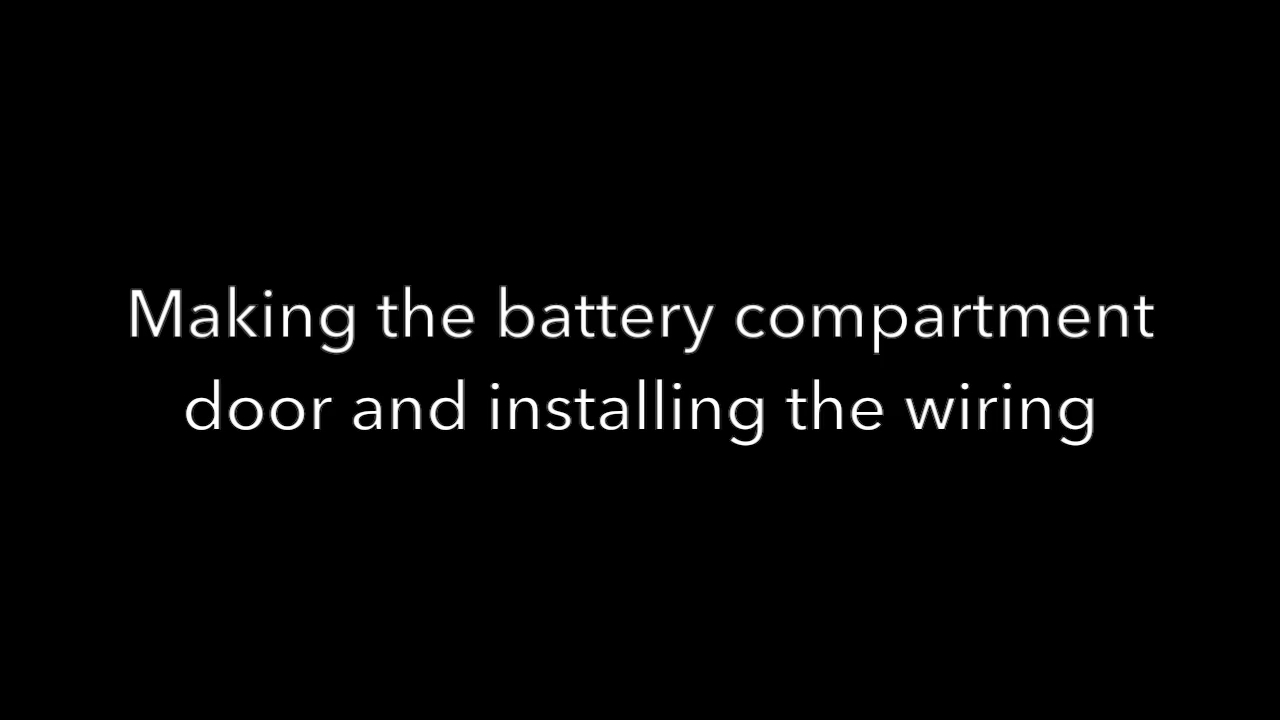 Making the battery compartment
door and installing the wiring